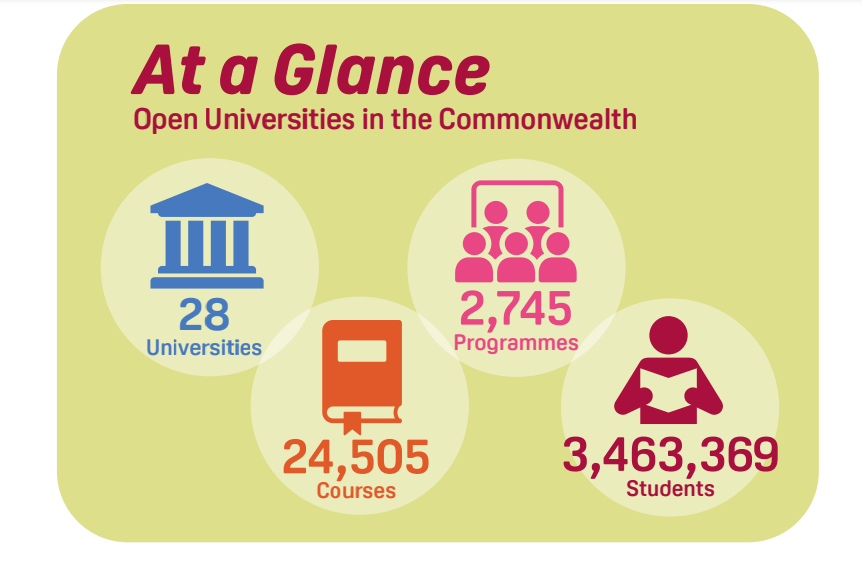 At a Glance
Open Universities in the Commonwealth
28
Universities
2,745
Programmes
24,505
Courses
3,463,369
Students